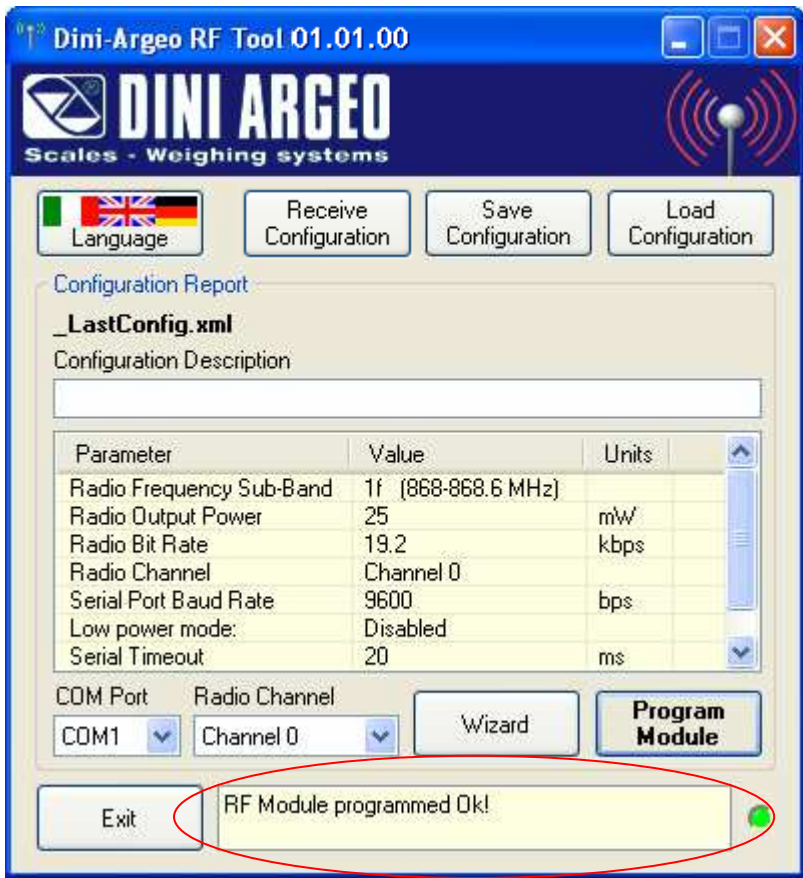 Dini-Argeo RF Tool 01.01.00
DINI ARGEO
Scales - Weighing systems
Language
Receive Configuration
Save Configuration
Load Configuration
Configuration Report
_LastConfig.xml
Configuration Description
Parameter Value Units
Radio Frequency Sub-Band 1f (868-868.6 MHz)
Radio Output Power 25 mW
Radio Bit Rate 19.2 kbps
Radio Channel Channel 0
Serial Port Baud Rate 9600 bps
Low power mode: Disabled
Serial Timeout 20 ms
COM Port Radio Channel
COM1 Channel 0 Wizard Program Module
Exit RF Module programmed Ok!